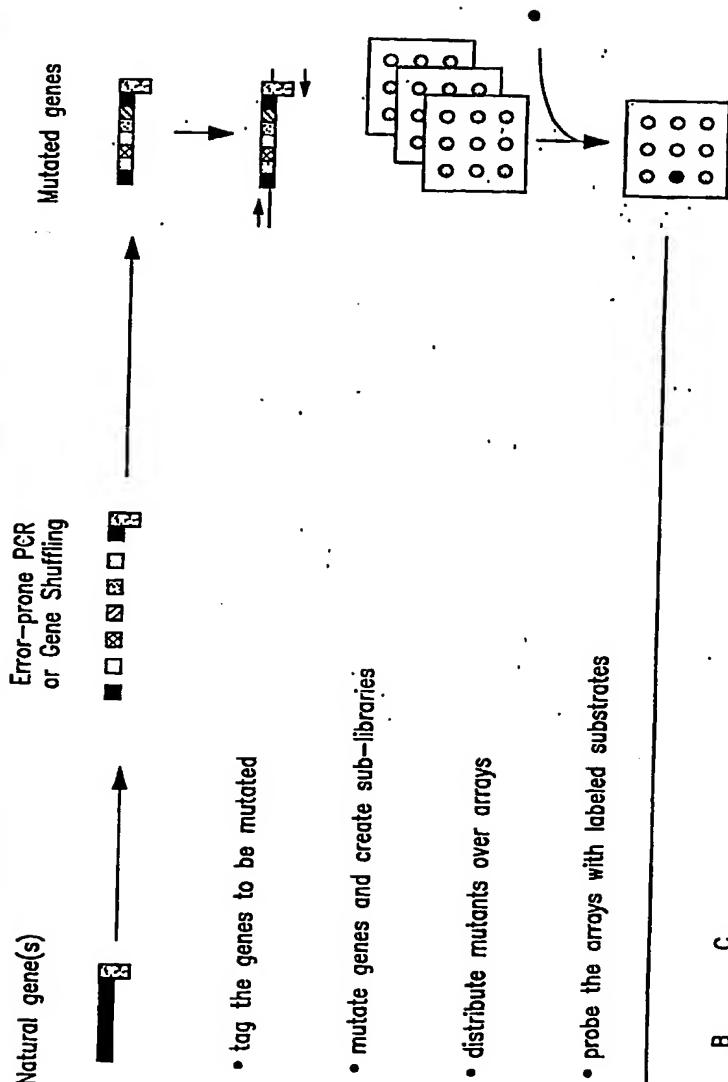 Natural gene(s)
Error-prone PCR
or Gene Shuffling
Mutated genes
• tag the genes to be mutated
• mutate genes and create sub-libraries
• distribute mutants over arrays
• probe the arrays with labeled substrates
B
C